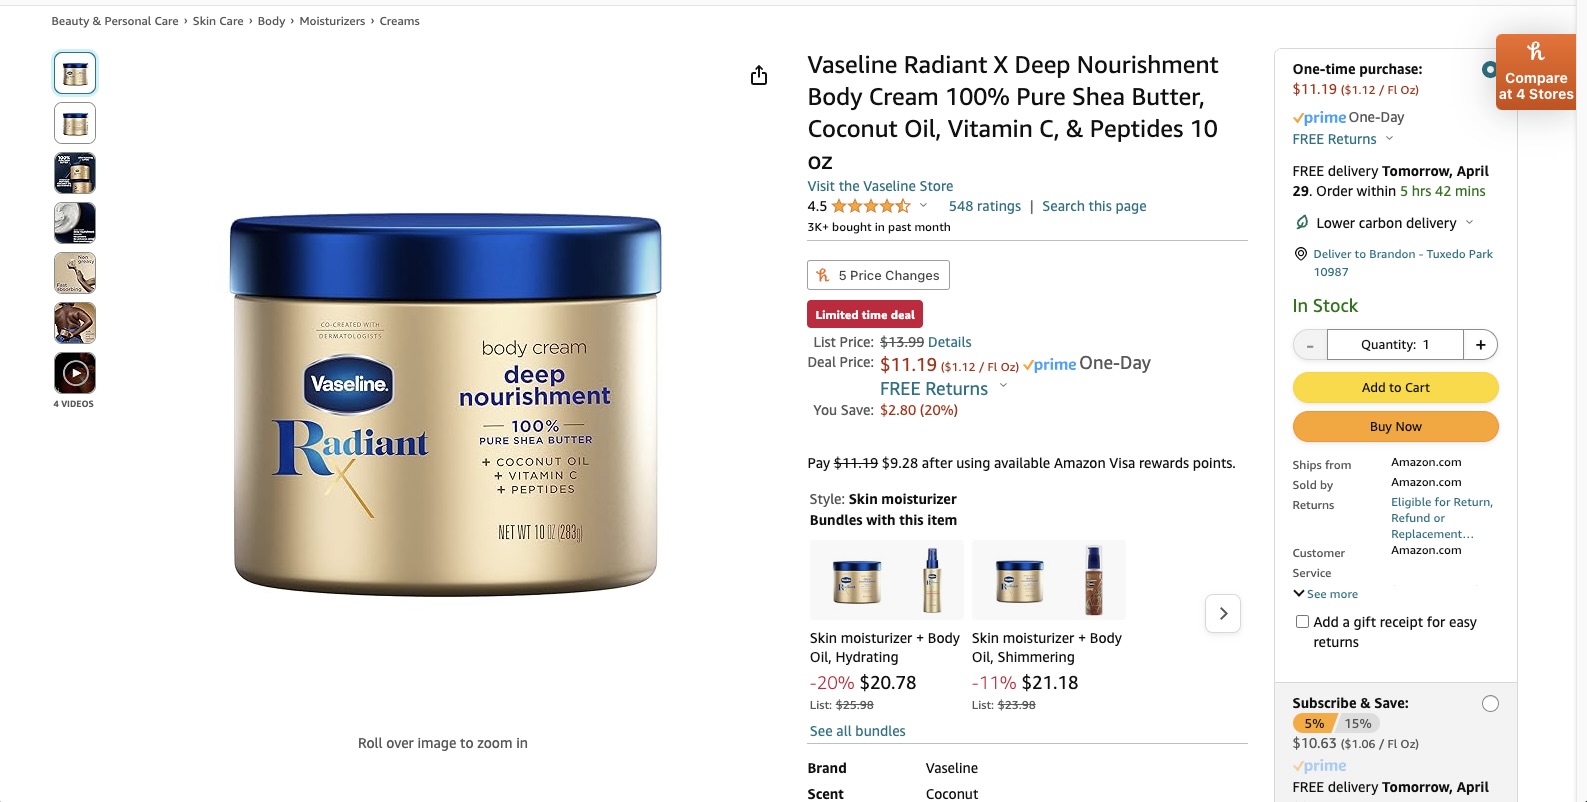 Beauty & Personal Care › Skin Care › Body › Moisturizers › Creams
4 VIDEOS
CO-CREATED WITH
DERMATOLOGISTS
Vaseline.
Radiant
X
body cream
deep
nourishment
100%
PURE SHEA BUTTER
+ COCONUT OIL
+ VITAMIN C
+ PEPTIDES
NET WT 10 OZ (283g)
Roll over image to zoom in
Vaseline Radiant X Deep Nourishment
Body Cream 100% Pure Shea Butter,
Coconut Oil, Vitamin C, & Peptides 10
oz
Visit the Vaseline Store
4.5 548 ratings | Search this page
3K+ bought in past month
5 Price Changes
Limited time deal
List Price: $13.99 Details
Deal Price: $11.19 ($1.12 / Fl Oz) prime One-Day
FREE Returns
You Save: $2.80 (20%)
Pay $11.19 $9.28 after using available Amazon Visa rewards points.
Style: Skin moisturizer
Bundles with this item
Skin moisturizer + Body
Oil, Hydrating
-20% $20.78
List: $25.98
Skin moisturizer + Body
Oil, Shimmering
-11% $21.18
List: $23.98
See all bundles
Brand Vaseline
Scent Coconut
One-time purchase:
$11.19 ($1.12 / Fl Oz)
prime One-Day
FREE Returns
FREE delivery Tomorrow, April
29. Order within 5 hrs 42 mins
Lower carbon delivery
Deliver to Brandon - Tuxedo Park
10987
In Stock
- Quantity: 1 +
Add to Cart
Buy Now
Ships from Amazon.com
Sold by Amazon.com
Returns Eligible for Return,
Refund or
Replacement…
Customer Amazon.com
Service
See more
Add a gift receipt for easy
returns
Subscribe & Save:
5% 15%
$10.63 ($1.06 / Fl Oz)
prime
FREE delivery Tomorrow, April
Compare
at 4 Stores